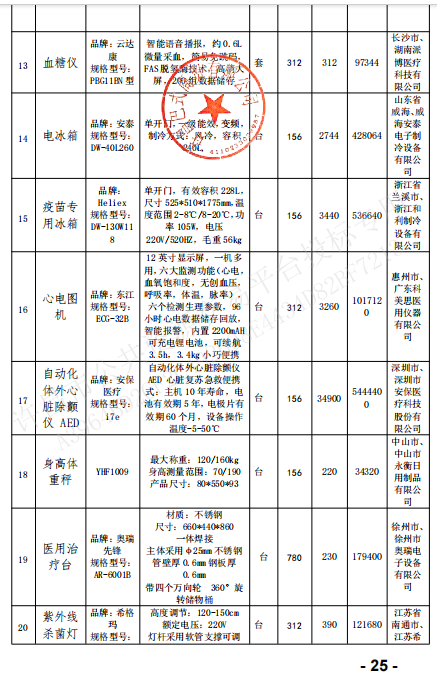 13 血糖仪 品牌：云达康 规格型号：PBG11BN型 智能语音播报，约0.6L微量采血，简易免调码，FAS脱氢酶技术，高清大屏，200组数据储存 套 312 312 97344 长沙市、湖南派博医疗科技有限公司
14 电冰箱 品牌：安泰 规格型号：DW-40L260 单开门，一级能效，变频，制冷方式：风冷，容积：240L, 台 156 2744 428064 山东省威海、威海安泰电子制冷设备有限公司
15 疫苗专用冰箱 品牌：Heliex 规格型号：DW-130W118 单开门，有效容积228L，尺寸525*510*1775mm,温度范围2-8℃/8-20℃,功率105W，电压220V/520HZ，毛重56kg 台 156 3440 536640 浙江省兰溪市、浙江和利制冷设备有限公司
16 心电图机 品牌：东江 规格型号：ECG-32B 12英寸显示屏，一机多用，六大监测功能(心电，血氧饱和度，无创血压，呼吸率，体温，脉率)，六个检测生理参数，96小时心电数据储存回放，智能报警，内置2200mAH可充电锂电池，可续航3.5h，3.4kg小巧便携 台 312 3260 1017120 惠州市、广东科美思医用仪器有限公司
17 自动化体外心脏除颤仪AED 品牌：安保医疗 规格型号：i7e 自动化体外心脏除颤仪AED心脏复苏急救便携式；主机10年寿命，电池有效期5年，电极片有效期60个月，设备操作温度-5-50℃ 台 156 34900 5444400 深圳市、深圳市安保医疗科技股份有限公司
18 身高体重秤 YHF1009 最大称重：120/160kg 身高测量范围：70/190 产品尺寸：80*550*93 台 156 220 34320 中山市、中山市永衡日用制品有限公司
19 医用治疗台 品牌：奥瑞先锋 规格型号：AR-6001B 材质：不锈钢 尺寸：660*440*860 一体焊接 主体采用φ25mm不锈钢管壁厚0.6mm钢板厚0.6mm 带四个万向轮 360°旋转储物桶 台 780 230 179400 徐州市、徐州市奥瑞电子设备有限公司
20 紫外线杀菌灯 品牌：希格玛 规格型号： 高度调节：120-150cm 额定电压：220V 灯杆采用软管支撑可调 台 312 390 121680 江苏省南通市、江苏希
- 25 -